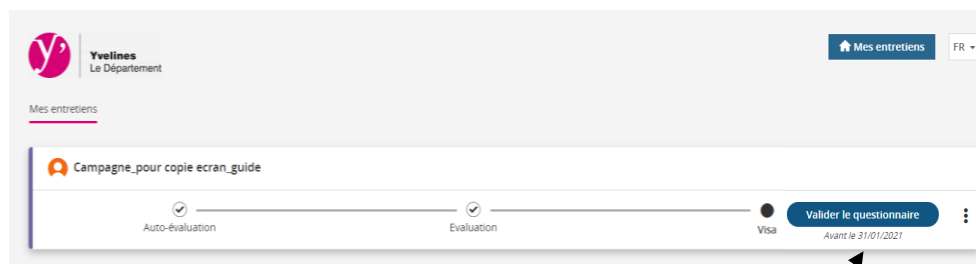 y'
Yvelines
Le Département
Mes entretiens
FR
Mes entretiens
Campagne_pour copie ecran_guide
Auto-évaluation
Evaluation
Visa
Valider le questionnaire
Avant le 31/01/2021